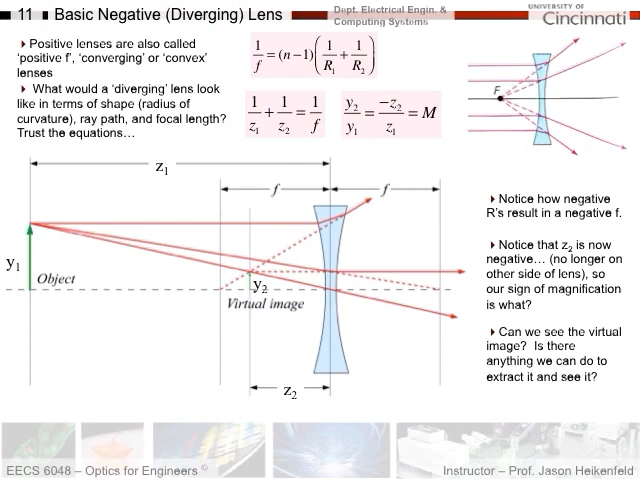 11 Basic Negative (Diverging) Lens
Dept. Electrical Engin. &
Computing Systems
UNIVERSITY OF
Cincinnati
Positive lenses are also called
‘positive f’, ‘converging’ or ‘convex’
lenses
What would a ‘diverging’ lens look
like in terms of shape (radius of
curvature), ray path, and focal length?
Trust the equations…
1/f = (n−1)(1/R₁ + 1/R₂)
1/z₁ + 1/z₂ = 1/f
y₂/y₁ = −z₂/z₁ = M
F
z₁
f
f
y₁
Object
y₂
Virtual image
z₂
Notice how negative
R’s result in a negative f.
Notice that z₂ is now
negative… (no longer on
other side of lens), so
our sign of magnification
is what?
Can we see the virtual
image? Is there
anything we can do to
extract it and see it?
EECS 6048 – Optics for Engineers ©
Instructor – Prof. Jason Heikenfeld